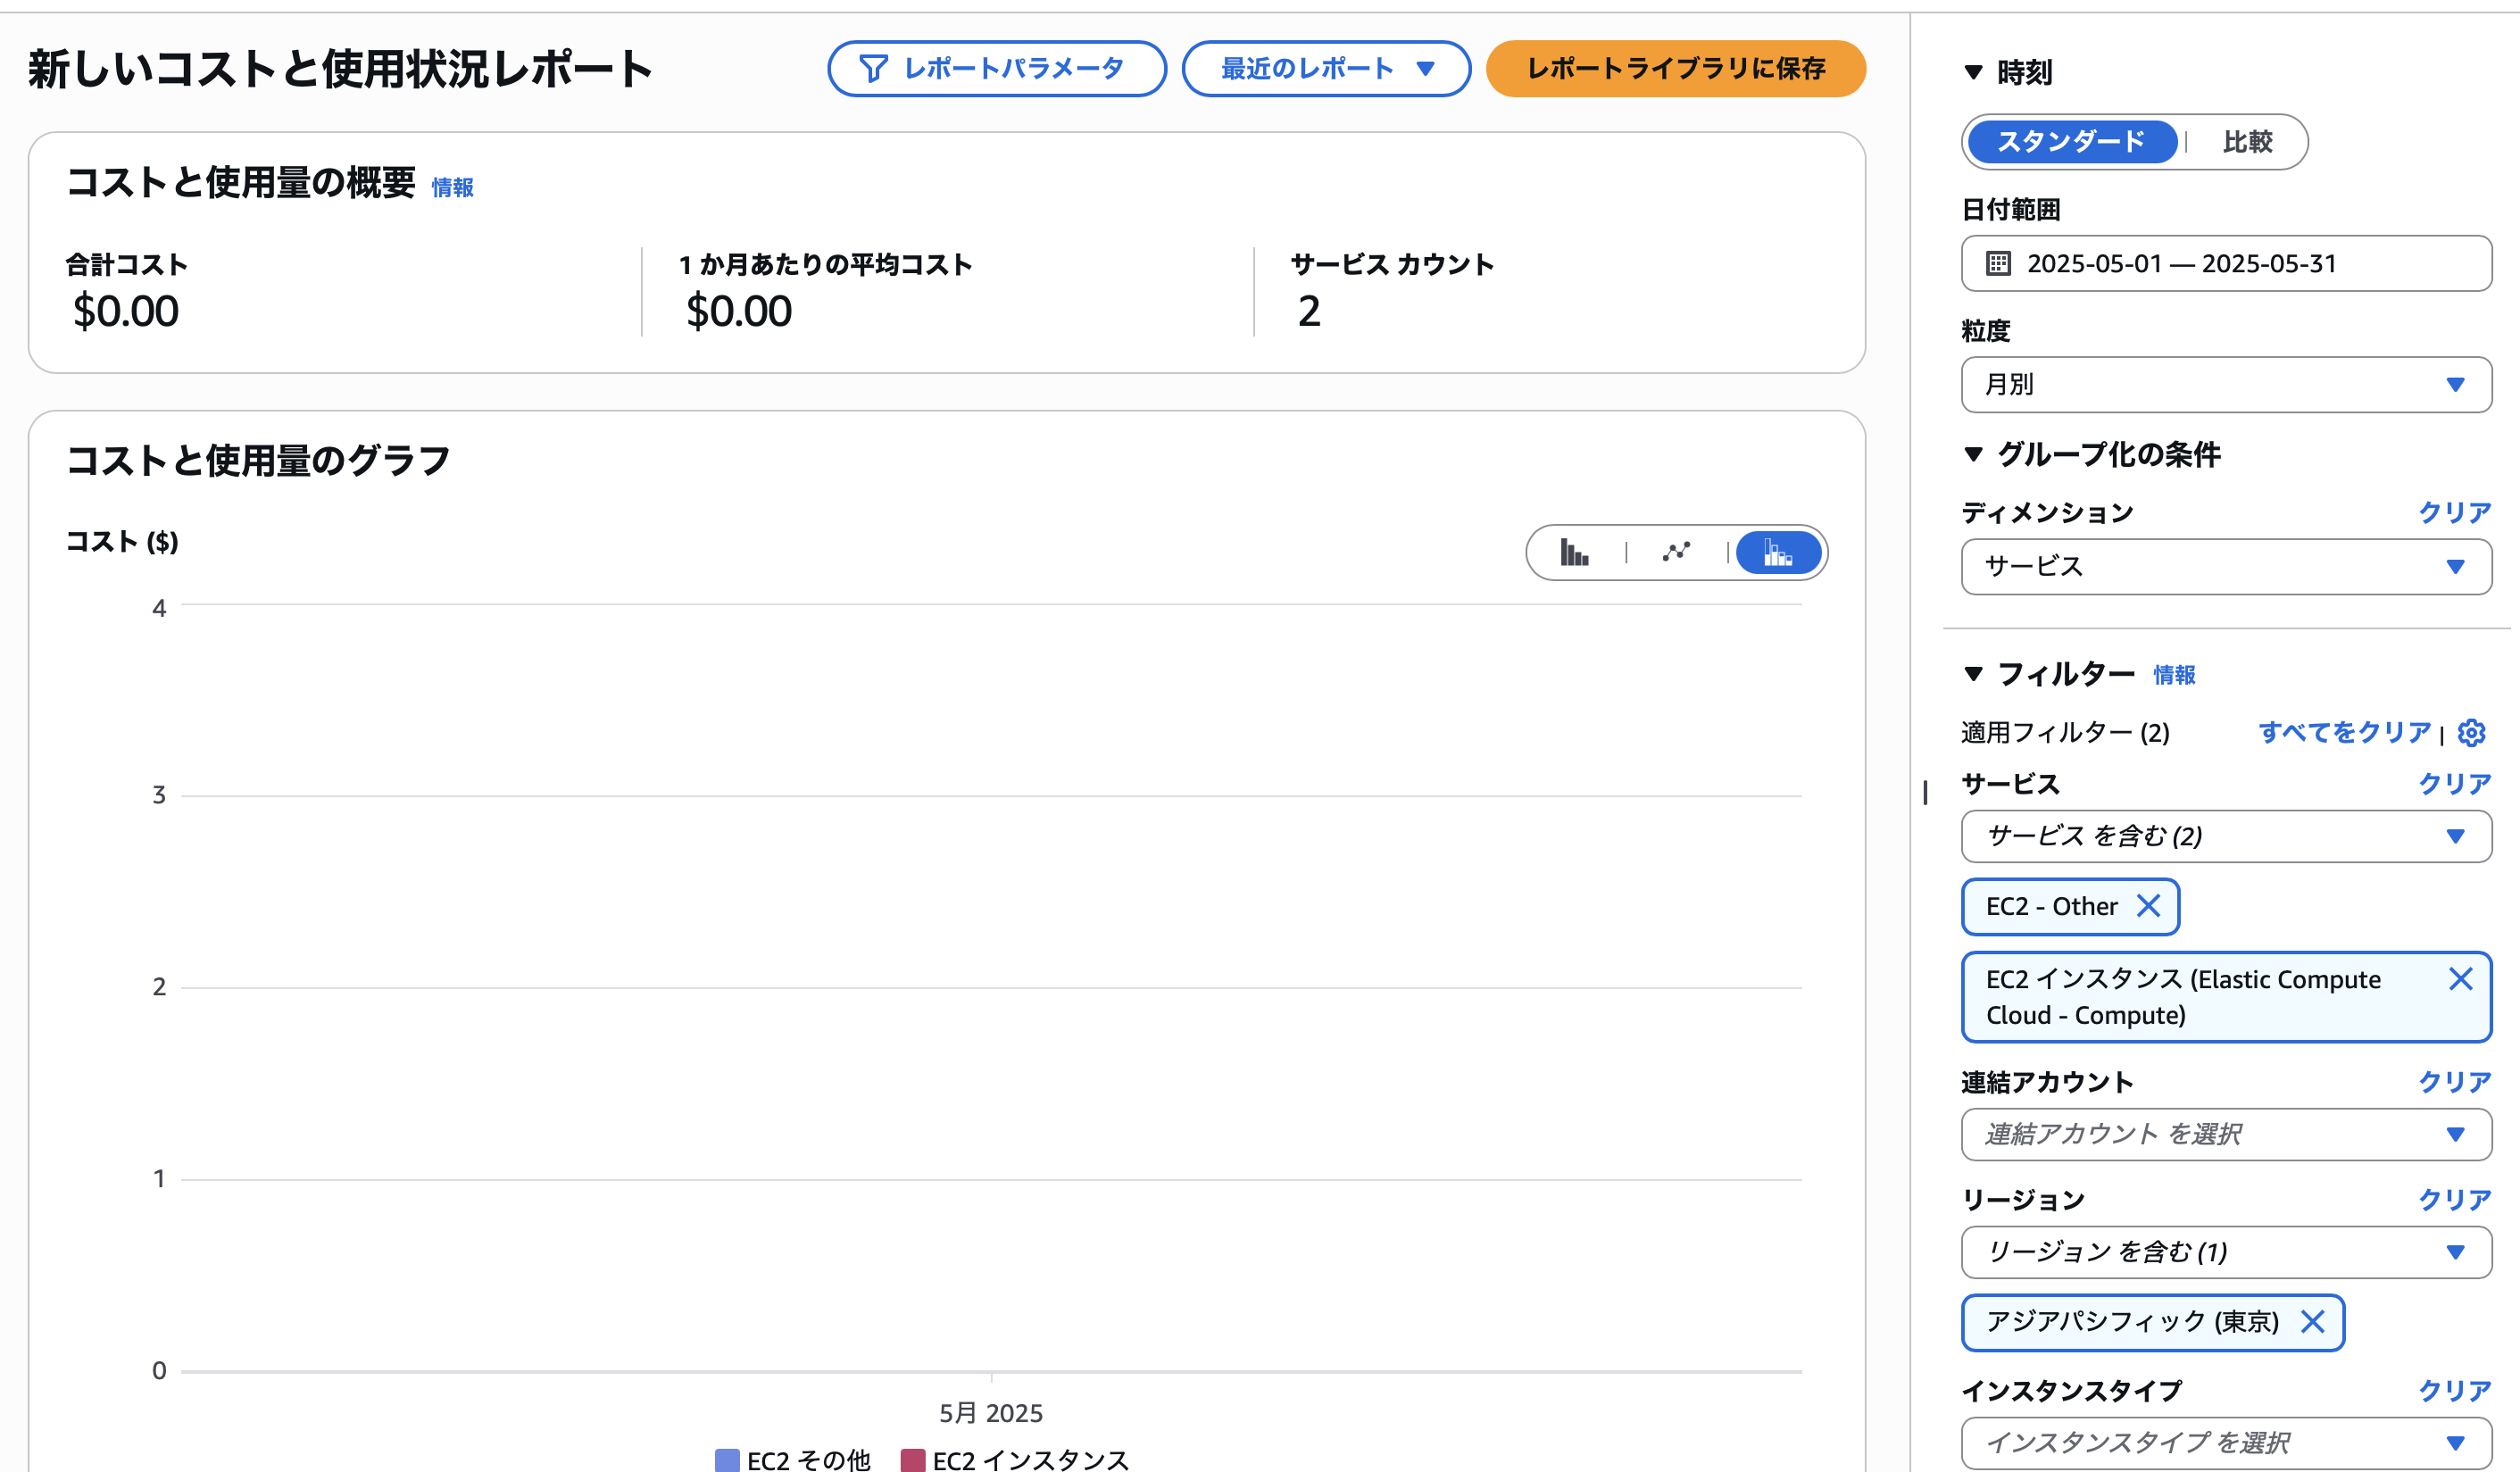 新しいコストと使用状況レポート
レポートパラメータ
最近のレポート
レポートライブラリに保存
コストと使用量の概要 情報
合計コスト
$0.00
1 か月あたりの平均コスト
$0.00
サービス カウント
2
コストと使用量のグラフ
コスト ($)
4
3
2
1
0
5月 2025
EC2 その他
EC2 インスタンス
時刻
スタンダード
比較
日付範囲
2025-05-01 — 2025-05-31
粒度
月別
グループ化の条件
ディメンション
クリア
サービス
フィルター 情報
適用フィルター (2)
すべてをクリア
サービス
クリア
サービス を含む (2)
EC2 - Other
EC2 インスタンス (Elastic Compute
Cloud - Compute)
連結アカウント
クリア
連結アカウント を選択
リージョン
クリア
リージョン を含む (1)
アジアパシフィック (東京)
インスタンスタイプ
クリア
インスタンスタイプ を選択